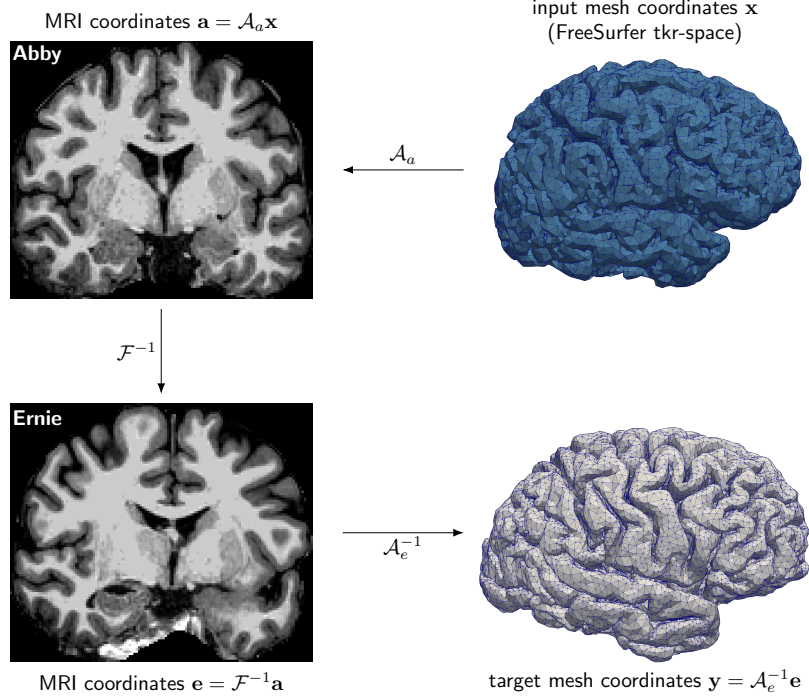 MRI coordinates a = 𝒜ₐx
input mesh coordinates x
(FreeSurfer tkr-space)
Abby
𝒜ₐ
ℱ⁻¹
Ernie
𝒜ₑ⁻¹
MRI coordinates e = ℱ⁻¹a
target mesh coordinates y = 𝒜ₑ⁻¹e